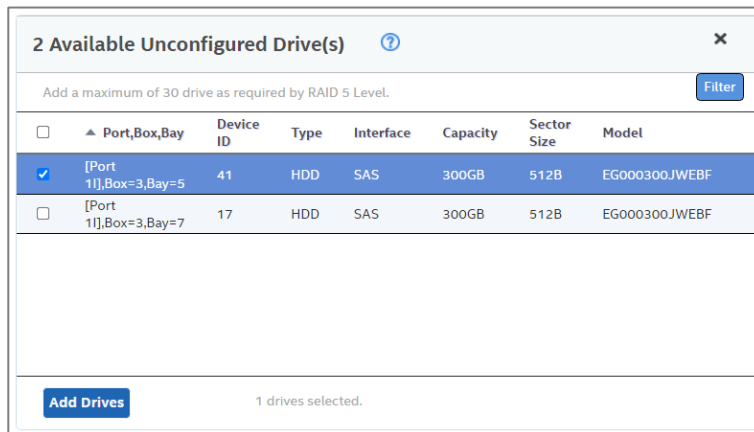 2 Available Unconfigured Drive(s) ?
Add a maximum of 30 drive as required by RAID 5 Level.
Filter
Port,Box,Bay Device ID Type Interface Capacity Sector Size Model
[Port 1I],Box=3,Bay=5 41 HDD SAS 300GB 512B EG000300JWEBF
[Port 1I],Box=3,Bay=7 17 HDD SAS 300GB 512B EG000300JWEBF
Add Drives 1 drives selected.